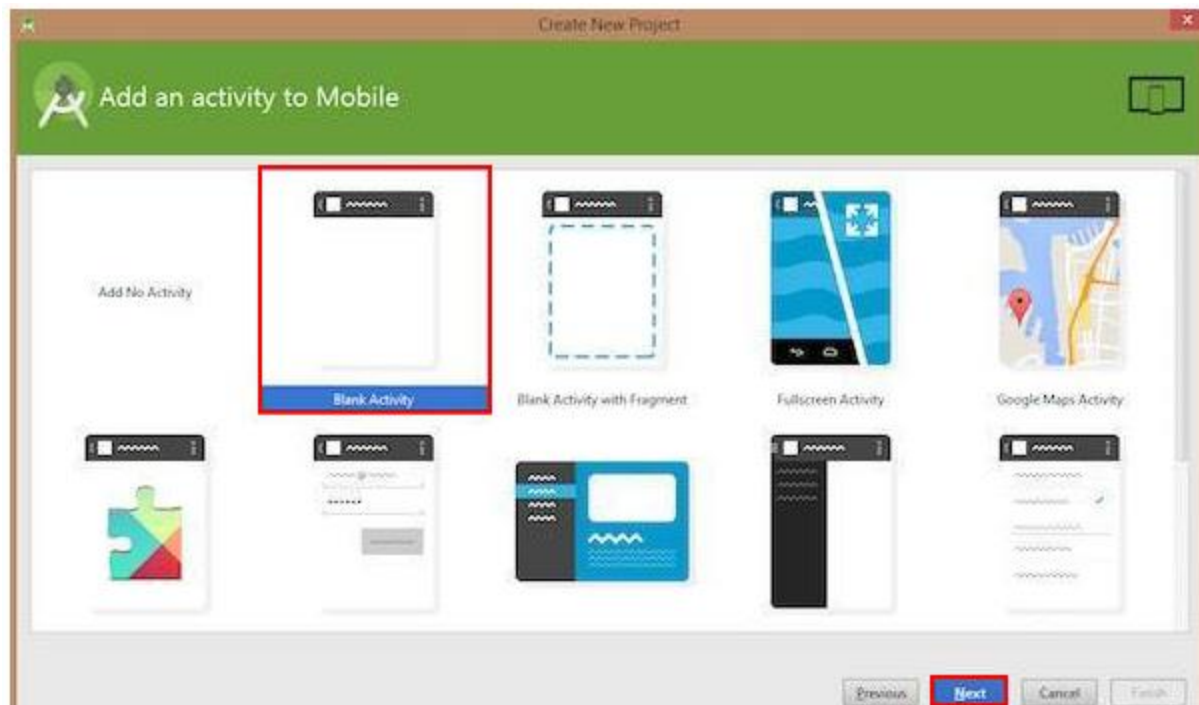 Create New Project
Add an activity to Mobile
Add No Activity
Blank Activity
Blank Activity with Fragment
Fullscreen Activity
Google Maps Activity
Previous
Next
Cancel
Finish